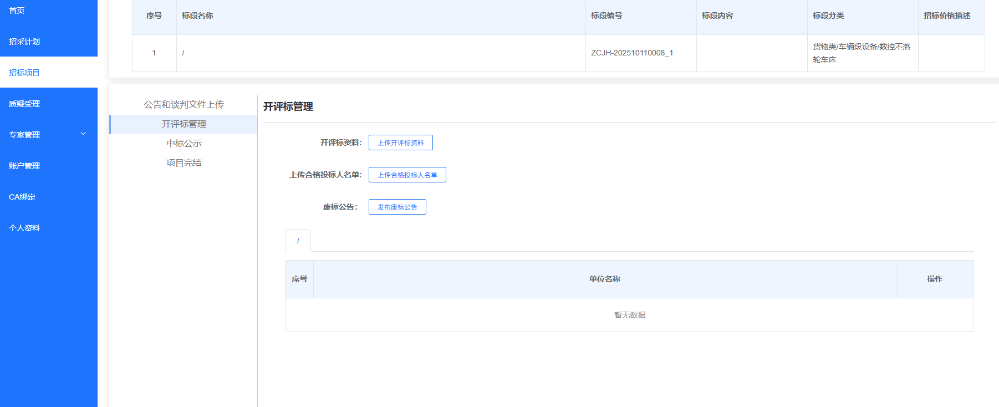 首页
招采计划
招标项目
质疑受理
专家管理
账户管理
CA绑定
个人资料
序号 标段名称 标段编号 标段内容 标段分类 招标价格描述
1 / ZCJH-202510110008_1 货物类/车辆段设备/数控不落
轮车床
公告和谈判文件上传
开评标管理
中标公示
项目完结
开评标管理
开评标资料: 上传开评标资料
上传合格投标人名单: 上传合格投标人名单
废标公告: 发布废标公告
/
序号 单位名称 操作
暂无数据